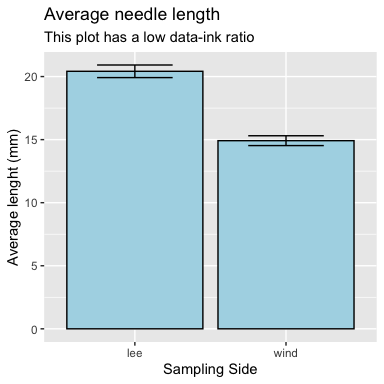 Average needle length
This plot has a low data-ink ratio
Average lenght (mm)
20
15
10
5
0
lee
wind
Sampling Side